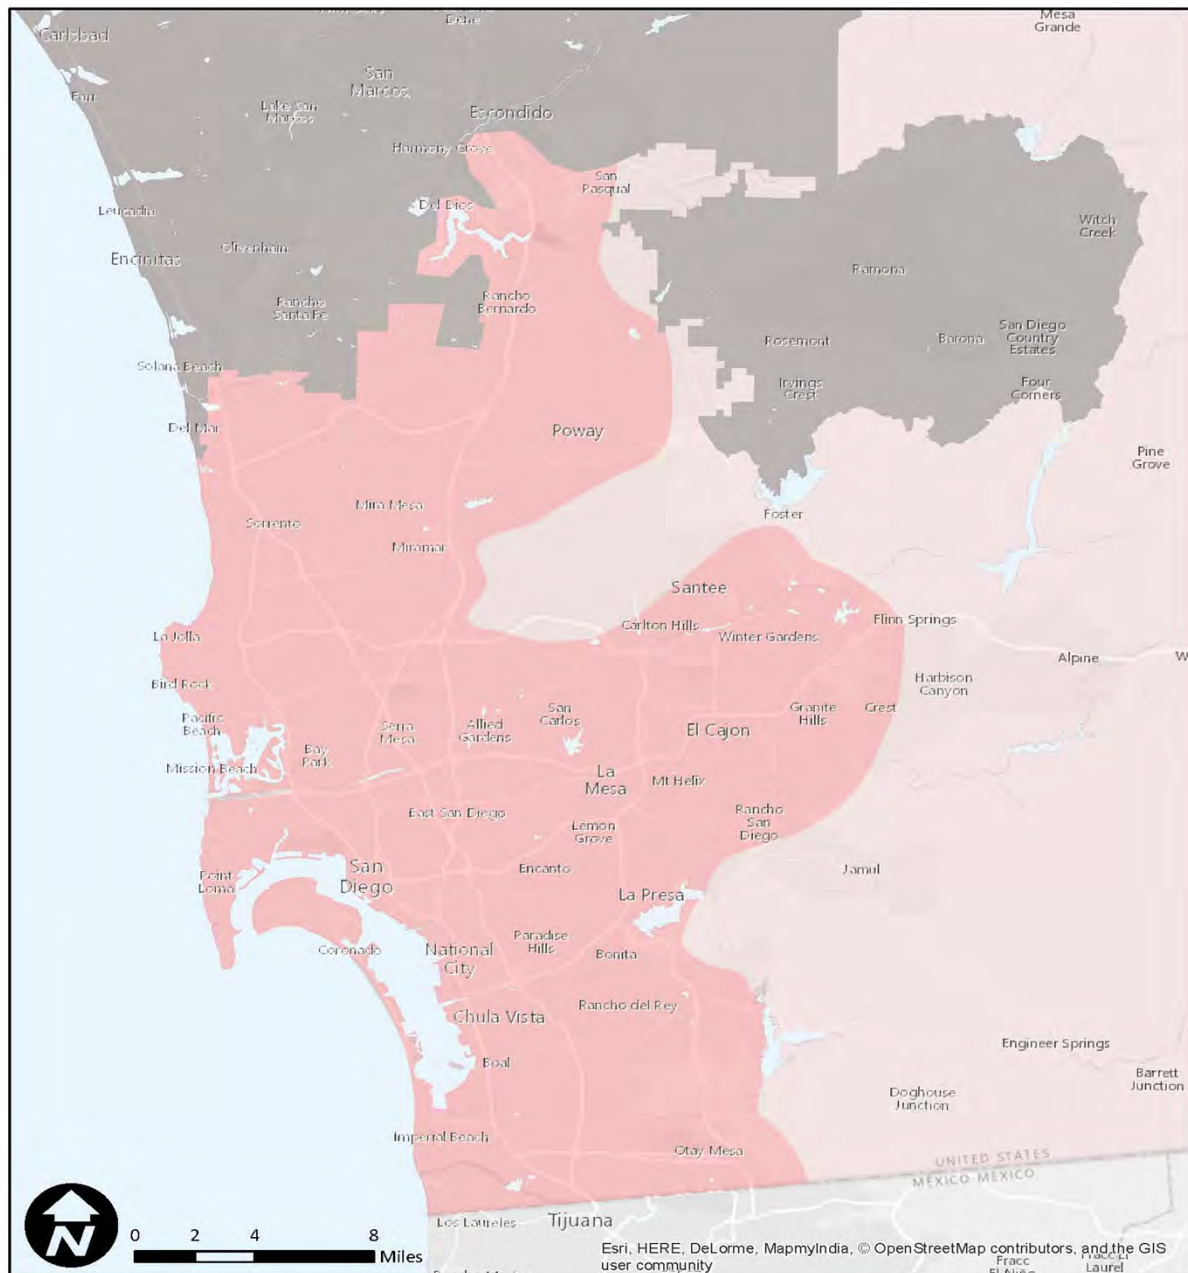 Mesa
Grande
Carlsbad
San
Marcos
Lake San
Marcos
Escondido
Harmony Grove
San
Pasqual
Del Dios
Leucadia
Witch
Creek
Encinitas
Olivenhain
Ramona
Rancho
Santa Fe
Rancho
Bernardo
San Diego
Country
Estates
Barona
Rosemont
Solana Beach
Irvings
Crest
Four
Corners
Del Mar
Poway
Pine
Grove
Mira Mesa
Sorrento
Foster
Miramar
Santee
Carlton Hills
Winter Gardens
Flinn Springs
La Jolla
Alpine
W
Bird Rock
Harbison
Canyon
Pacific
Beach
Serra
Mesa
Allied
Gardens
San
Carlos
Granite
Hills
Crest
El Cajon
Bay
Park
Mission Beach
La
Mesa
Mt Helix
East San Diego
Lemon
Grove
Rancho
San
Diego
Point
Loma
San
Diego
Encanto
Jamul
La Presa
Coronado
National
City
Paradise
Hills
Bonita
Rancho del Rey
Chula Vista
Engineer Springs
Boal
Barrett
Junction
Doghouse
Junction
Imperial Beach
Otay Mesa
UNITED STATES
MÉXICO MEXICO
Los Laureles
Tijuana
N
0 2 4 8
Miles
Esri, HERE, DeLorme, MapmyIndia, © OpenStreetMap contributors, and the GIS
user community
Fracc
El Niño
Laurel